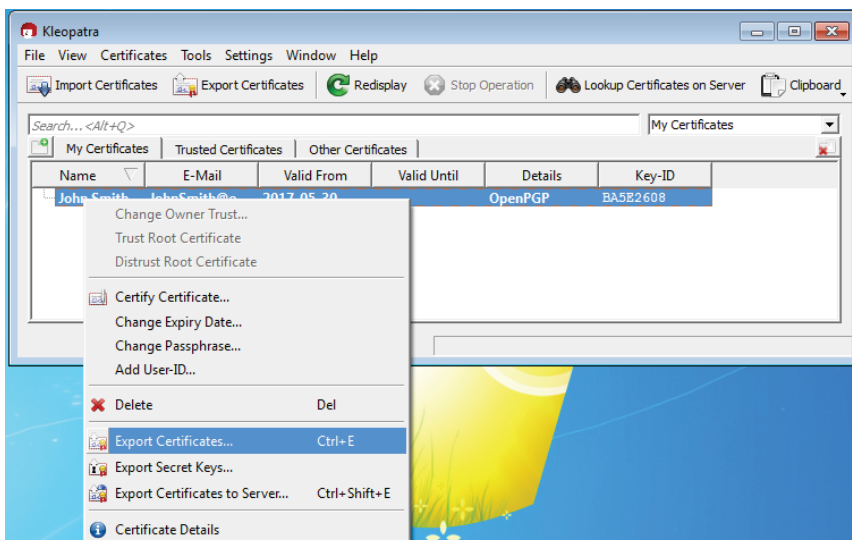 Kleopatra
File View Certificates Tools Settings Window Help
Import Certificates Export Certificates Redisplay Stop Operation Lookup Certificates on Server Clipboard
Search...<Alt+Q> My Certificates
My Certificates Trusted Certificates Other Certificates
Name E-Mail Valid From Valid Until Details Key-ID
John Smith JohnSmith@o 2017-05-30 OpenPGP BA5E2608
Change Owner Trust...
Trust Root Certificate
Distrust Root Certificate
Certify Certificate...
Change Expiry Date...
Change Passphrase...
Add User-ID...
Delete Del
Export Certificates... Ctrl+E
Export Secret Keys...
Export Certificates to Server... Ctrl+Shift+E
Certificate Details